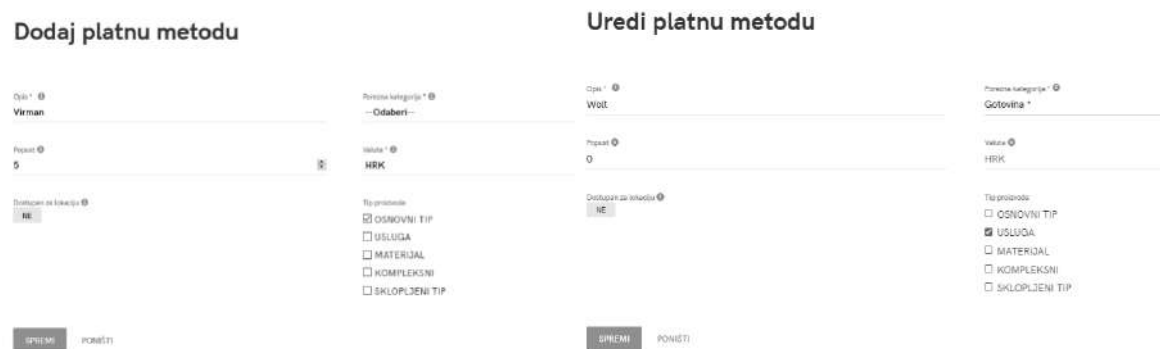 Dodaj platnu metodu
Opis *
Virman
Porezna kategorija *
--Odaberi--
Popust
5
Valuta *
HRK
Dostupan za lokaciju
NE
Tip proizvoda
OSNOVNI TIP
USLUGA
MATERIJAL
KOMPLEKSNI
SKLOPLJENI TIP
SPREMI PONIŠTI
Uredi platnu metodu
Opis *
Wolt
Porezna kategorija *
Gotovina *
Popust
0
Valuta
HRK
Dostupan za lokaciju
NE
Tip proizvoda
OSNOVNI TIP
USLUGA
MATERIJAL
KOMPLEKSNI
SKLOPLJENI TIP
SPREMI PONIŠTI